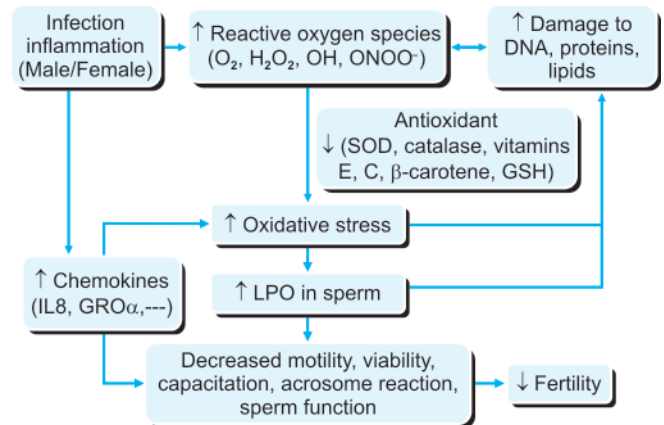 Infection
inflammation
(Male/Female)
↑ Reactive oxygen species
(O₂, H₂O₂, OH, ONOO⁻)
↑ Damage to
DNA, proteins,
lipids
Antioxidant
↓ (SOD, catalase, vitamins
E, C, β-carotene, GSH)
↑ Oxidative stress
↑ Chemokines
(IL8, GROα,---)
↑ LPO in sperm
Decreased motility, viability,
capacitation, acrosome reaction,
sperm function
↓ Fertility